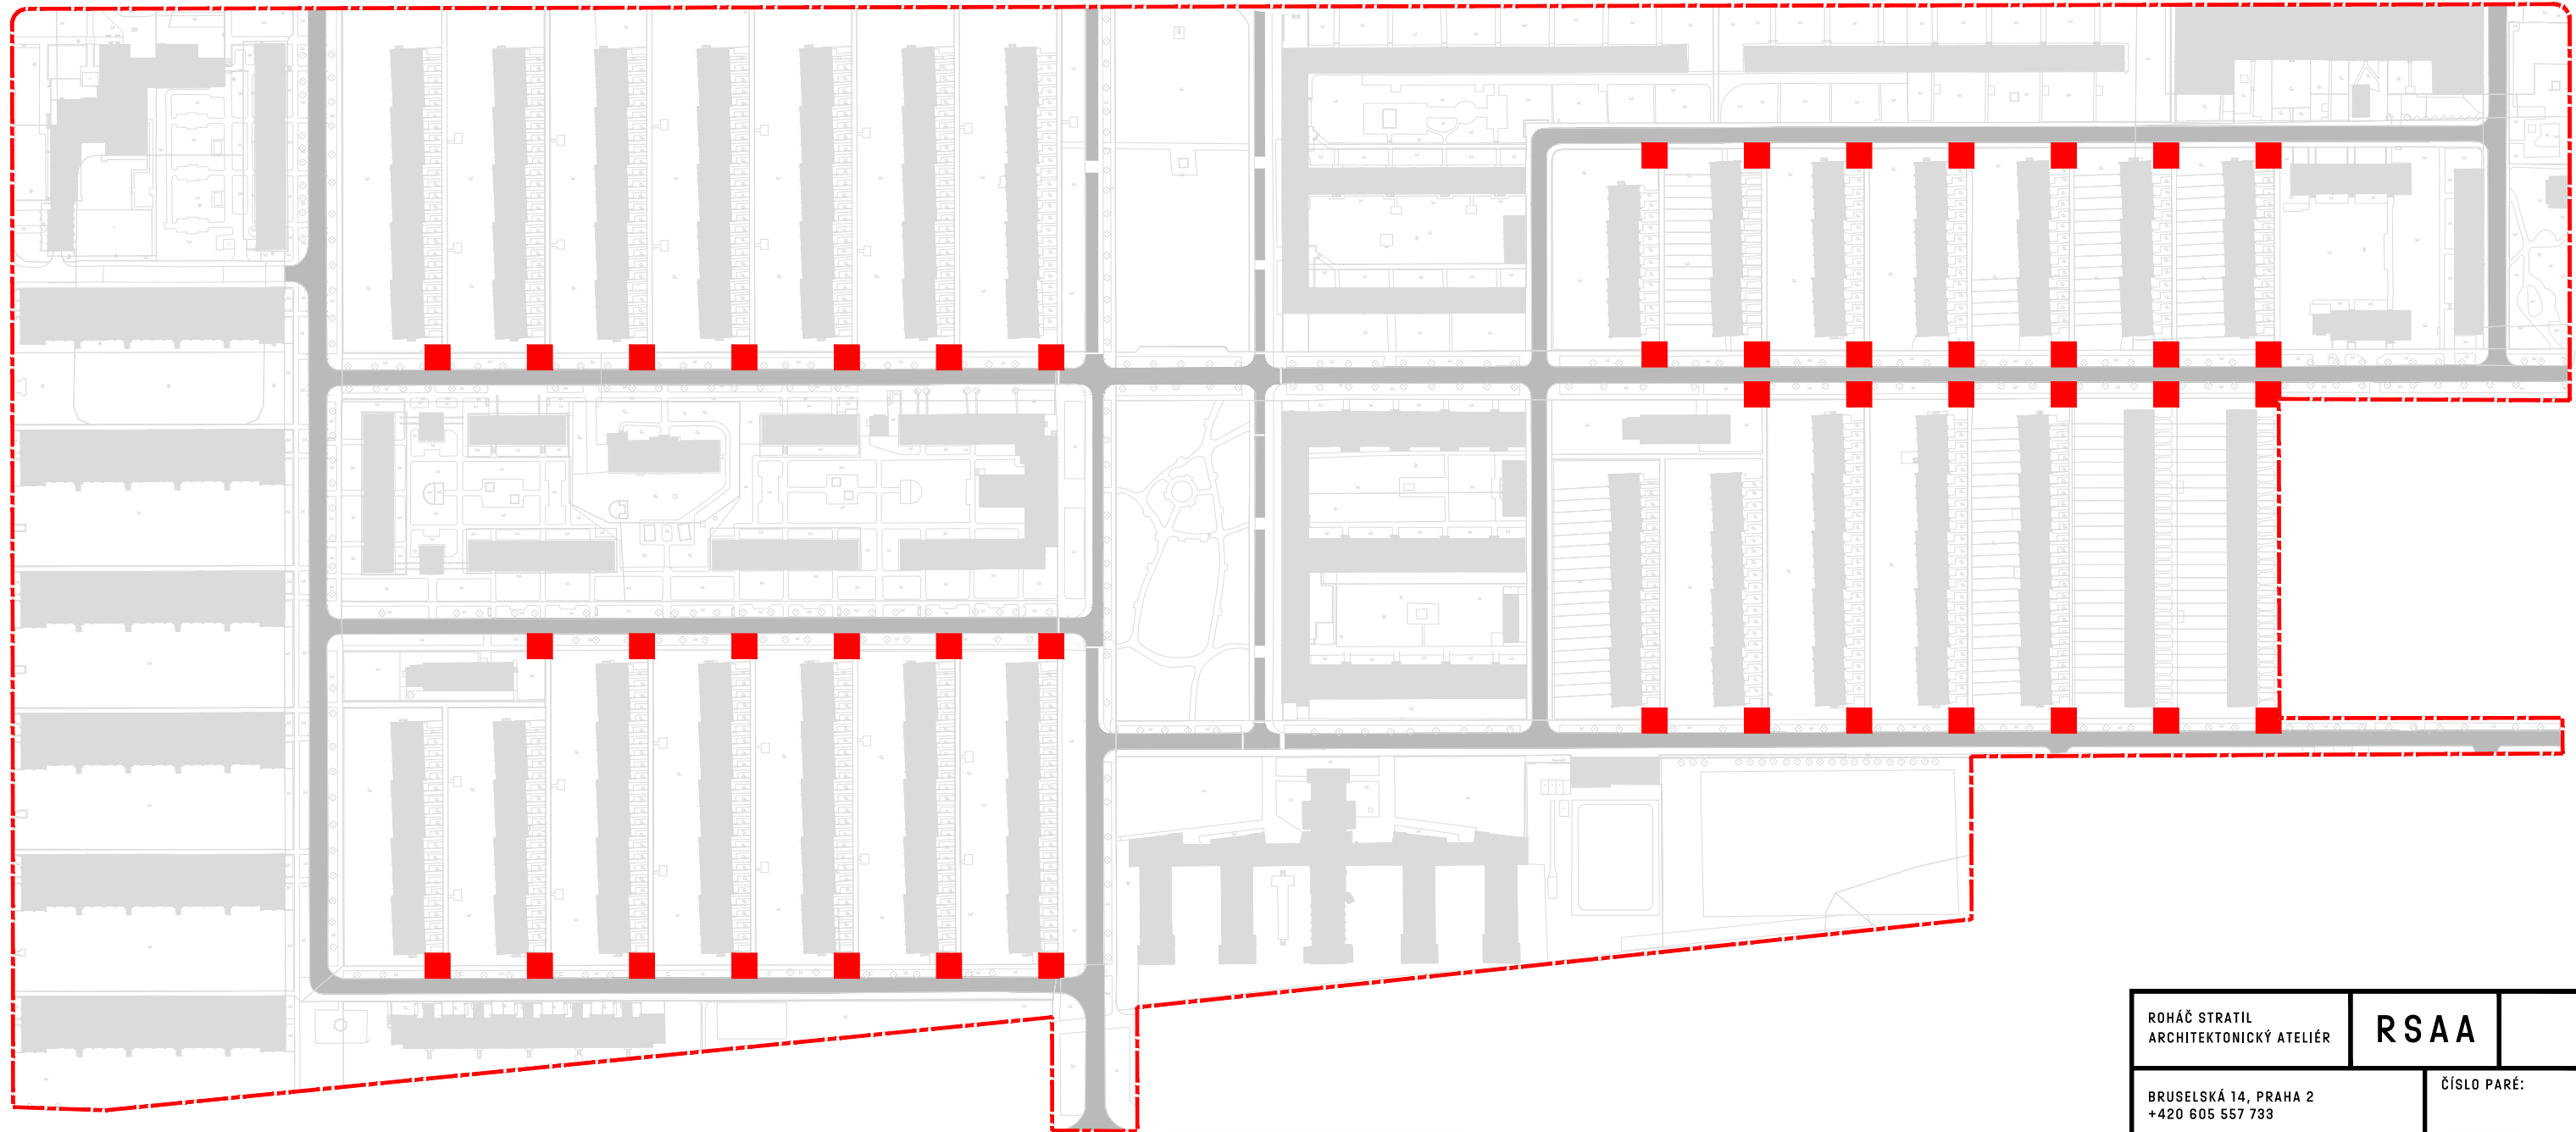 ROHÁČ STRATIL
ARCHITEKTONICKÝ ATELIÉR
RSAA
BRUSELSKÁ 14, PRAHA 2
+420 605 557 733
ČÍSLO PARÉ: